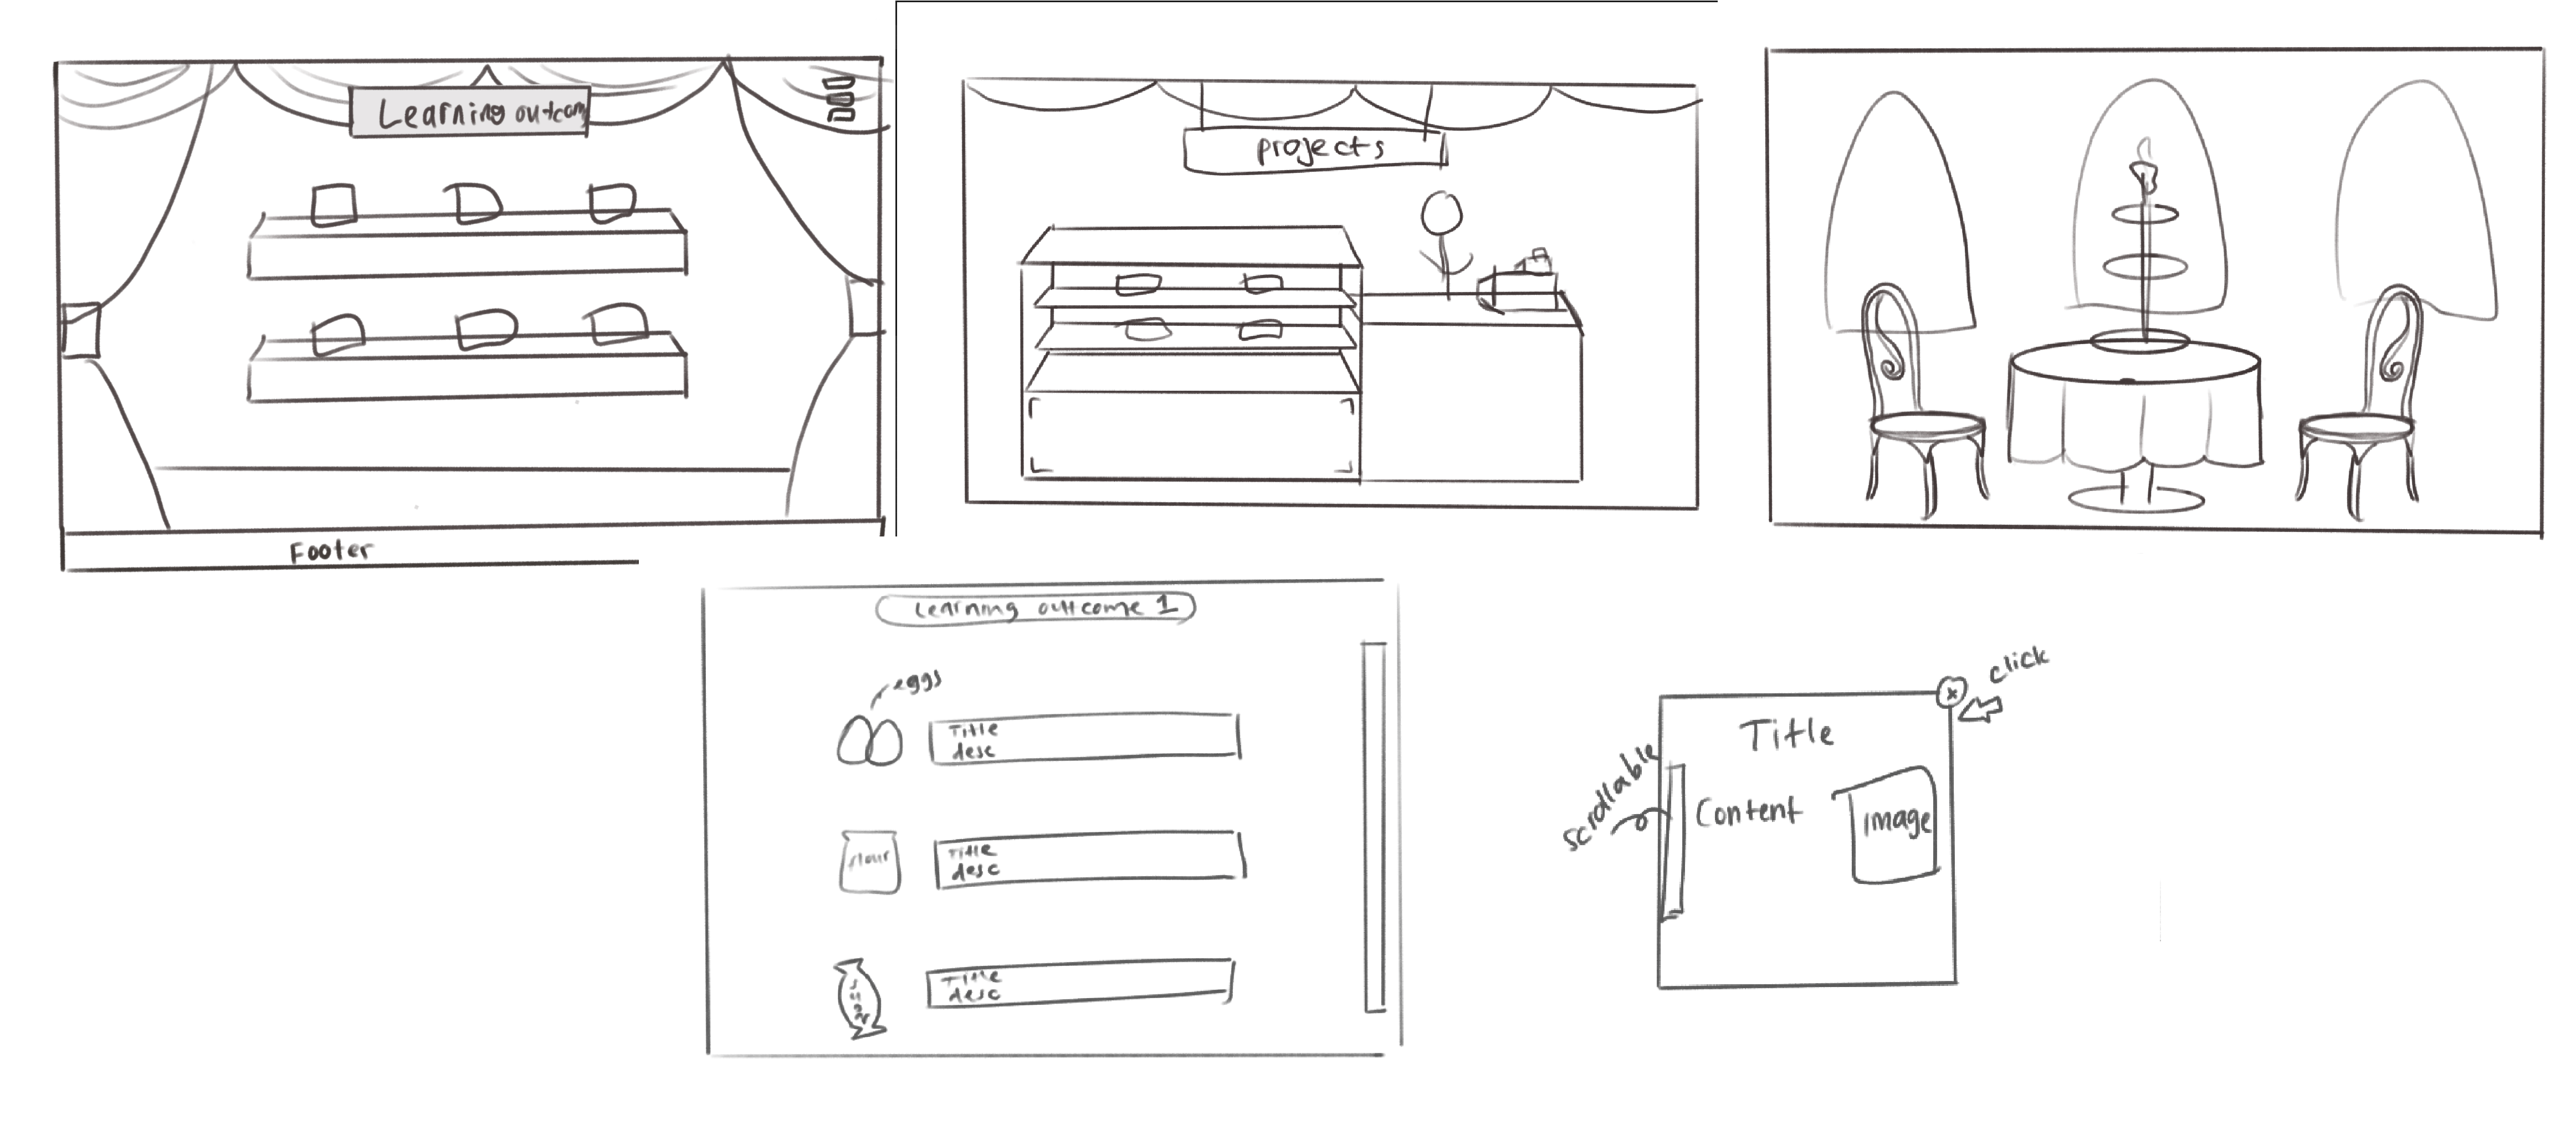 Learning outcom
projects
Footer
Learning outcome 1
eggs
Title
desc
flour
Title
desc
Title
desc
click
x
Title
scrollable
Content
image